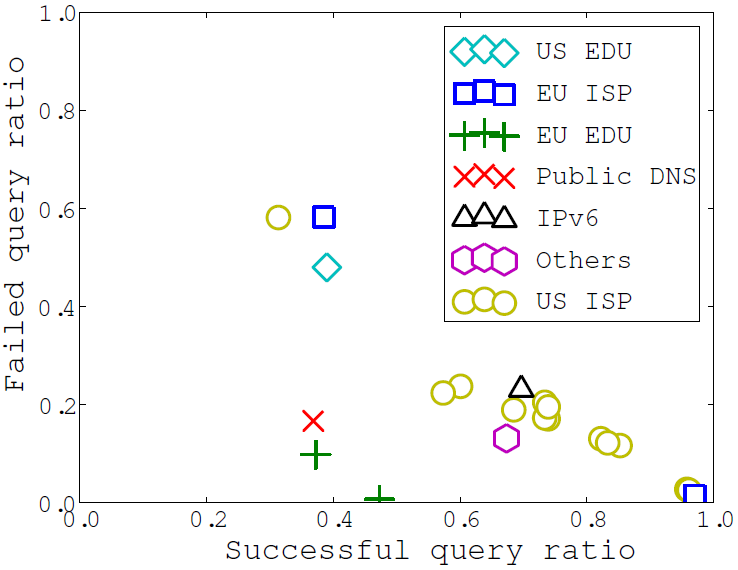 1.0
0.8
0.6
0.4
0.2
0.0
Failed query ratio
US EDU
EU ISP
EU EDU
Public DNS
IPv6
Others
US ISP
0.0 0.2 0.4 0.6 0.8 1.0
Successful query ratio